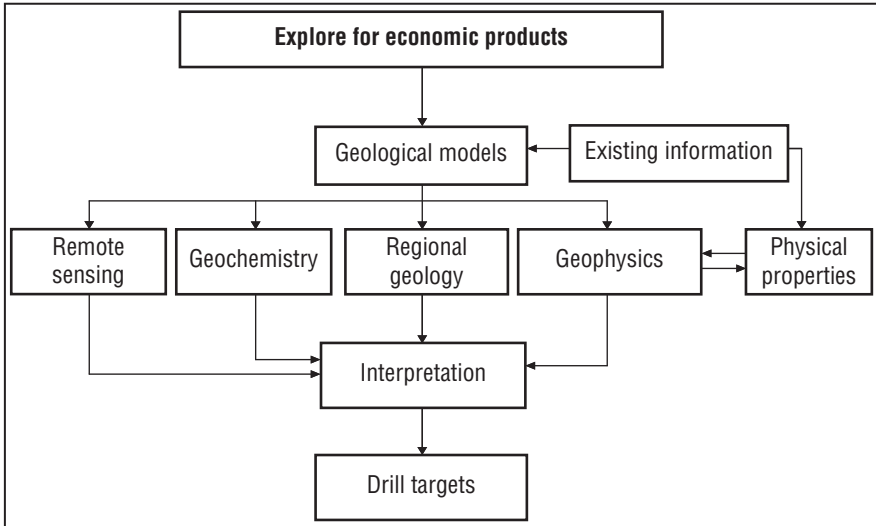 Explore for economic products
Geological models
Existing information
Remote
sensing
Geochemistry
Regional
geology
Geophysics
Physical
properties
Interpretation
Drill targets